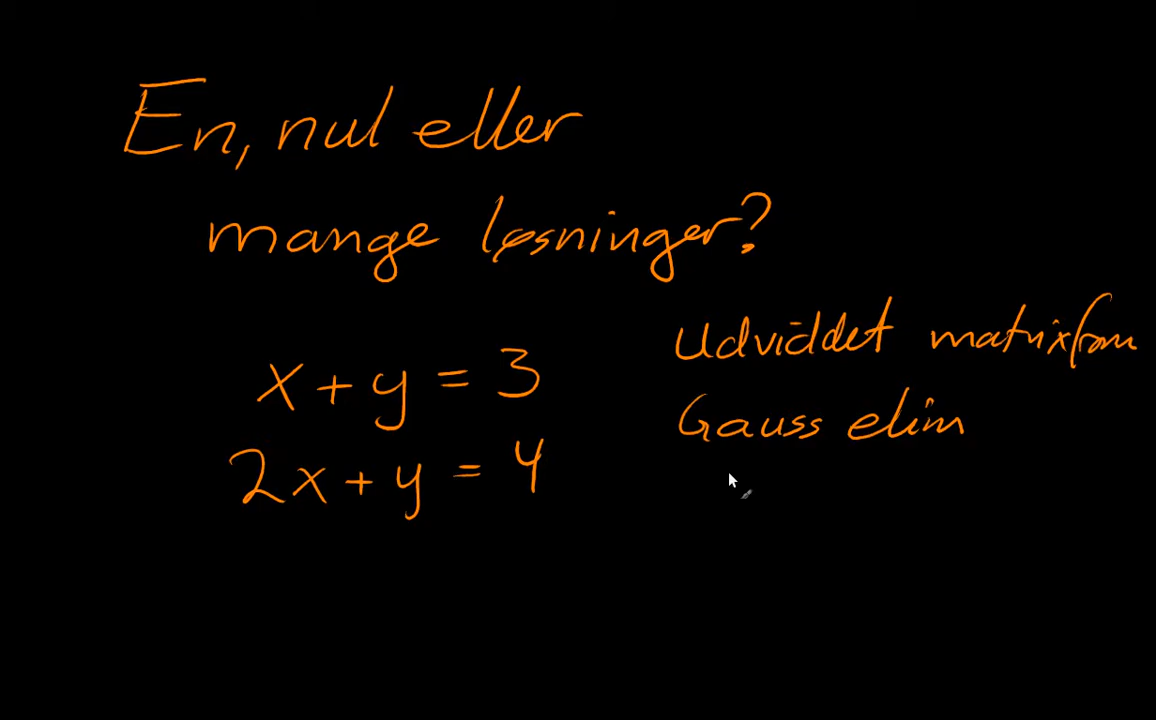 En, nul eller
mange løsninger?
x + y = 3
2x + y = 4
Udviddet matrixform
Gauss elim